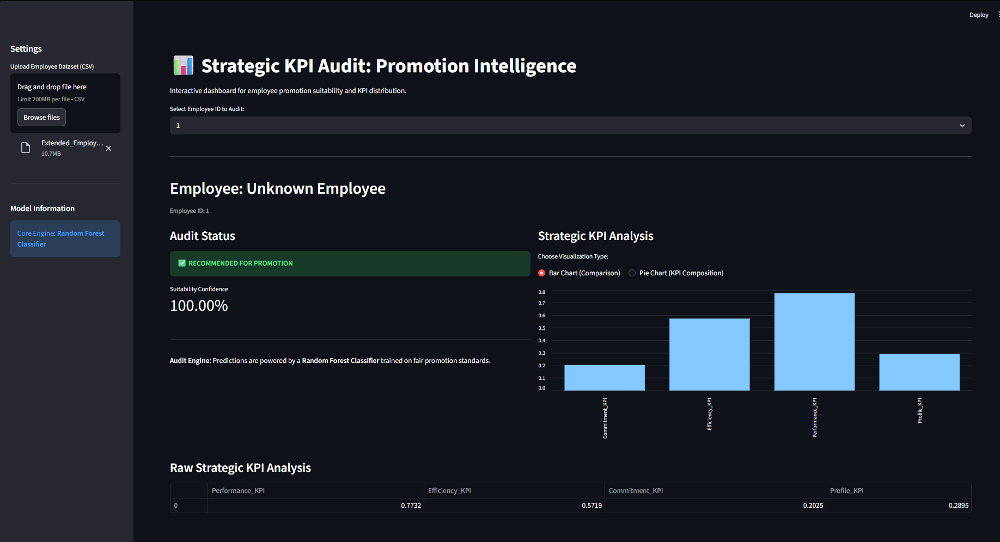 Deploy
Settings
Upload Employee Dataset (CSV)
Drag and drop file here
Limit 200MB per file • CSV
Browse files
Extended_Employ...
10.7MB
Model Information
Core Engine: Random Forest
Classifier
Strategic KPI Audit: Promotion Intelligence
Interactive dashboard for employee promotion suitability and KPI distribution.
Select Employee ID to Audit:
1
Employee: Unknown Employee
Employee ID: 1
Audit Status
RECOMMENDED FOR PROMOTION
Suitability Confidence
100.00%
Audit Engine: Predictions are powered by a Random Forest Classifier trained on fair promotion standards.
Strategic KPI Analysis
Choose Visualization Type:
Bar Chart (Comparison) Pie Chart (KPI Composition)
0.8
0.7
0.6
0.5
0.4
0.3
0.2
0.1
0.0
Commitment_KPI
Efficiency_KPI
Performance_KPI
Profile_KPI
Raw Strategic KPI Analysis
Performance_KPI Efficiency_KPI Commitment_KPI Profile_KPI
0 0.7732 0.5719 0.2025 0.2895